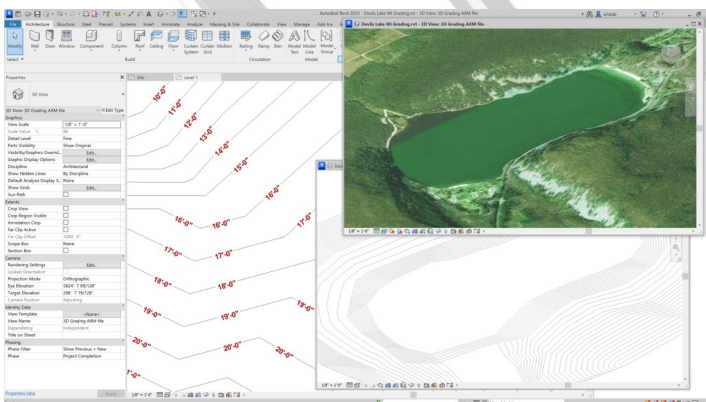 Autodesk Revit 2023 - Devils Lake WI Grading.rvt - 3D View: 3D Grading AXM file
File Architecture Structure Steel Precast Systems Insert Annotate Analyze Massing & Site Collaborate View Manage Add-Ins
Modify Wall Door Window Component Column Roof Ceiling Floor Curtain System Curtain Grid Mullion Railing Ramp Stair Model Text Model Line Model Group
Select Build Circulation Model
Devils Lake WI Grading.rvt - 3D View: 3D Grading AXM file
Properties
Site Level 1
3D View
3D View: 3D Grading AXM file Edit Type
Graphics
View Scale 1/8" = 1'-0"
Scale Value 1: 96
Detail Level Fine
Parts Visibility Show Original
Visibility/Graphics Overrid... Edit...
Graphic Display Options Edit...
Discipline Architectural
Show Hidden Lines By Discipline
Default Analysis Display S... None
Show Grids Edit...
Sun Path
Extents
Crop View
Crop Region Visible
Annotation Crop
Far Clip Active
Far Clip Offset 1000' 0"
Scope Box None
Section Box
Camera
Rendering Settings Edit...
Locked Orientation
Projection Mode Orthographic
Eye Elevation 5824' 7 69/128"
Target Elevation 296' 7 19/128"
Camera Position Adjusting
Identity Data
View Template <None>
View Name 3D Grading AXM file
Dependency Independent
Title on Sheet
Phasing
Phase Filter Show Previous + New
Phase Project Completion
Properties help Apply
10'-0"
11'-0"
12'-0"
13'-0"
14'-0"
15'-0"
16'-0"
16'-0" 16'-0" 17'-0"
17'-0" 17'-0"
18'-0" 18'-0"
19'-0" 19'-0" 19'-0"
20'-0" 20'-0" 20'-0"
1/8" = 1'-0"
1/8" = 1'-0"
1/8" = 1'-0"